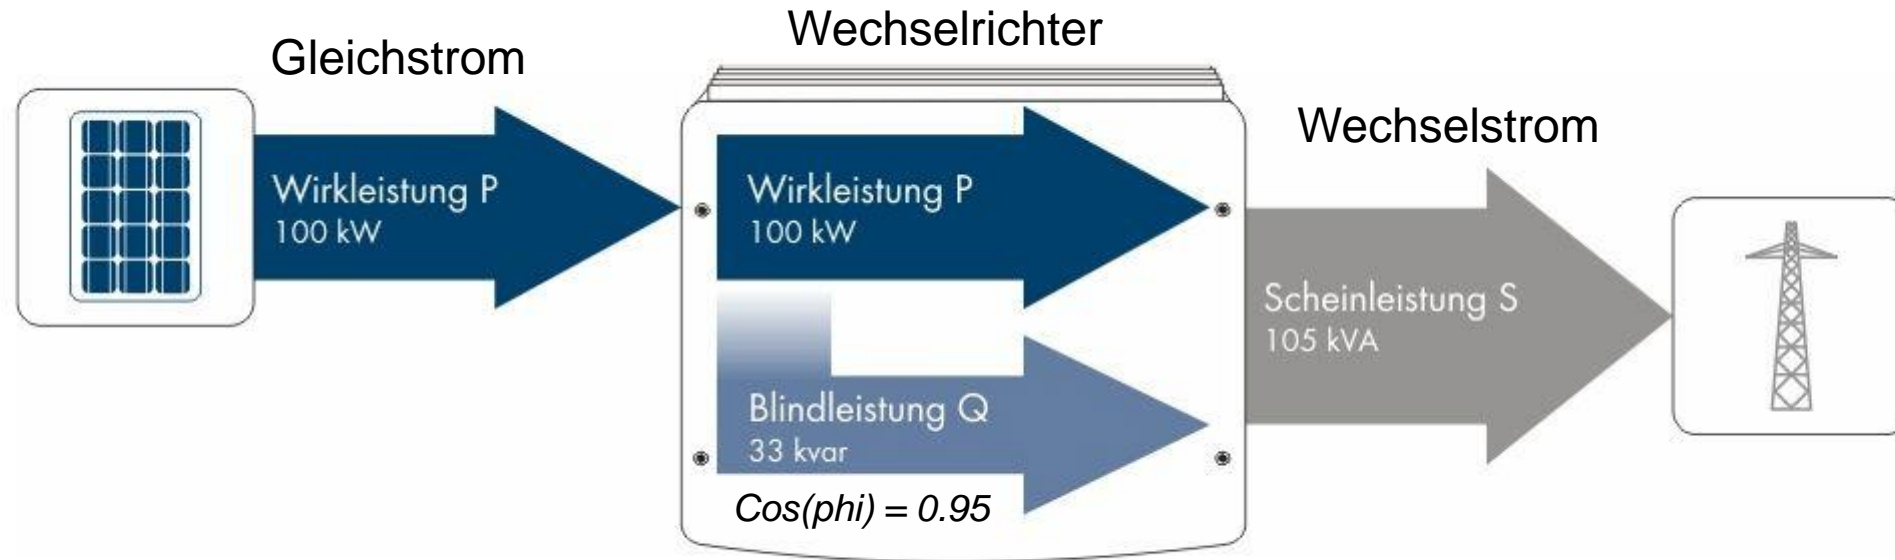 Gleichstrom
Wechselrichter
Wechselstrom
Wirkleistung P
100 kW
Wirkleistung P
100 kW
Blindleistung Q
33 kvar
Cos(phi) = 0.95
Scheinleistung S
105 kVA